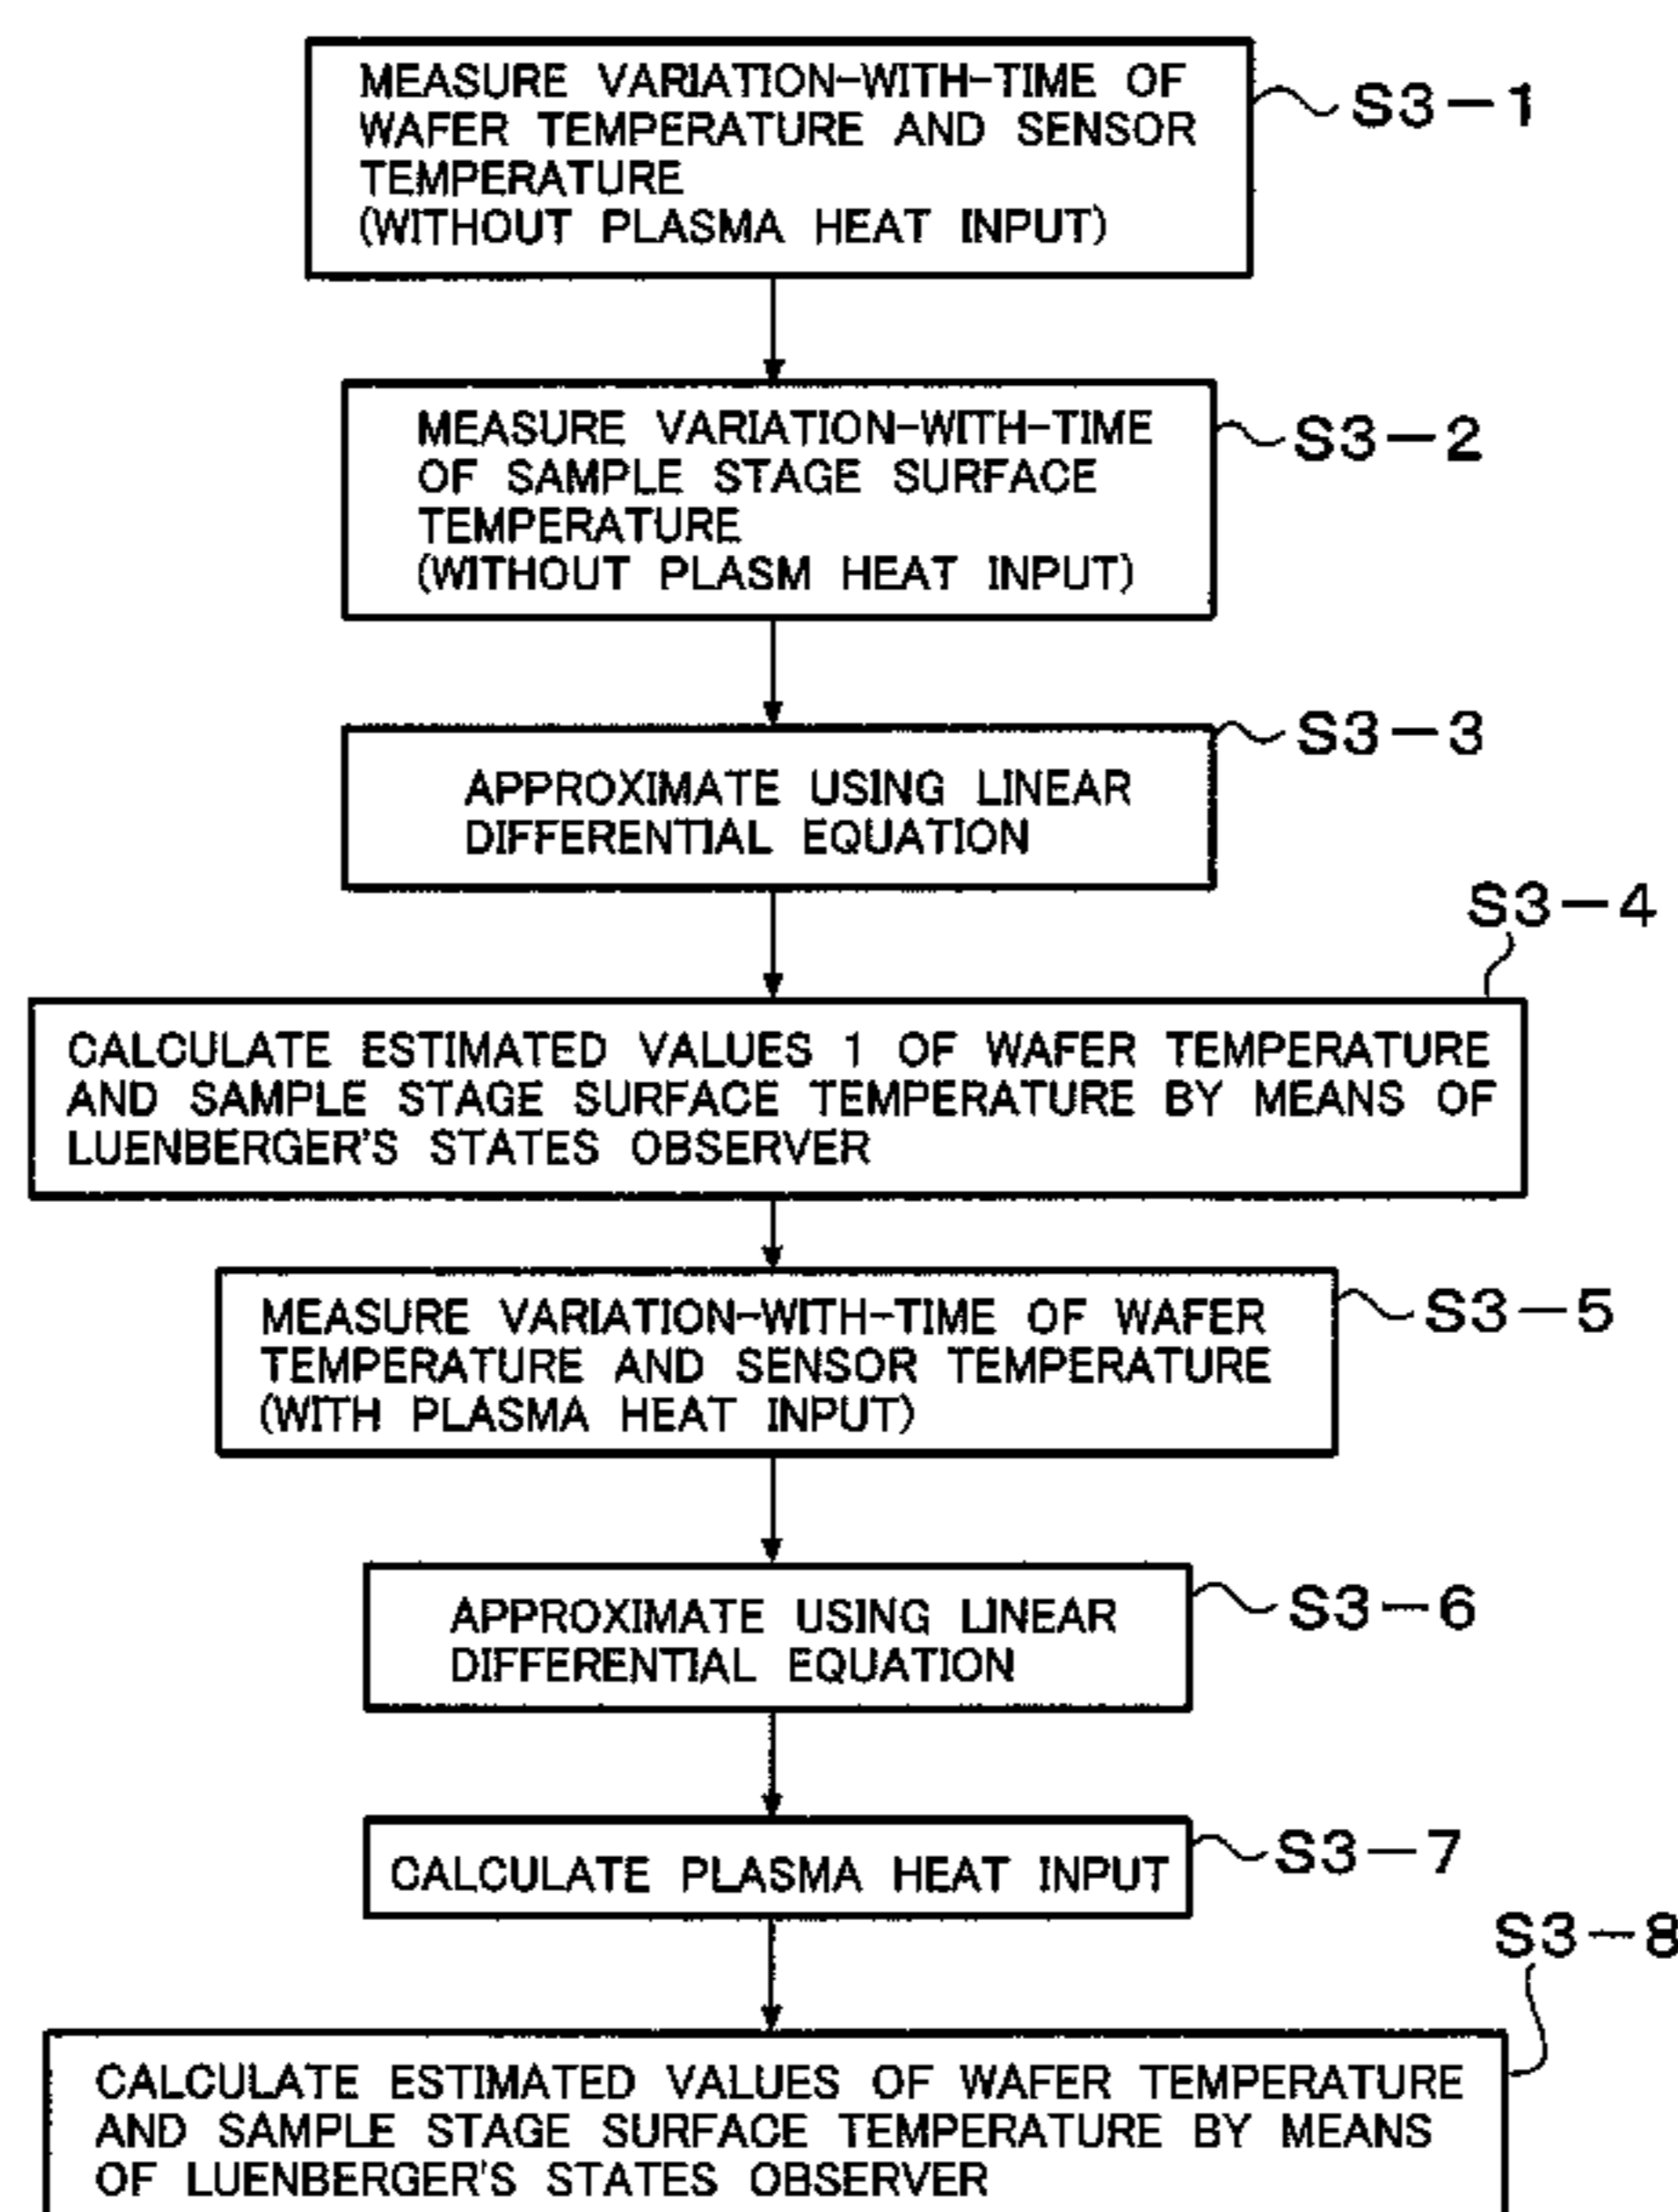 MEASURE VARIATION-WITH-TIME OF
WAFER TEMPERATURE AND SENSOR
TEMPERATURE
(WITHOUT PLASMA HEAT INPUT)
S3-1
MEASURE VARIATION-WITH-TIME
OF SAMPLE STAGE SURFACE
TEMPERATURE
(WITHOUT PLASM HEAT INPUT)
S3-2
APPROXIMATE USING LINEAR
DIFFERENTIAL EQUATION
S3-3
CALCULATE ESTIMATED VALUES 1 OF WAFER TEMPERATURE
AND SAMPLE STAGE SURFACE TEMPERATURE BY MEANS OF
LUENBERGER'S STATES OBSERVER
S3-4
MEASURE VARIATION-WITH-TIME OF WAFER
TEMPERATURE AND SENSOR TEMPERATURE
(WITH PLASMA HEAT INPUT)
S3-5
APPROXIMATE USING LINEAR
DIFFERENTIAL EQUATION
S3-6
CALCULATE PLASMA HEAT INPUT
S3-7
CALCULATE ESTIMATED VALUES OF WAFER TEMPERATURE
AND SAMPLE STAGE SURFACE TEMPERATURE BY MEANS
OF LUENBERGER'S STATES OBSERVER
S3-8